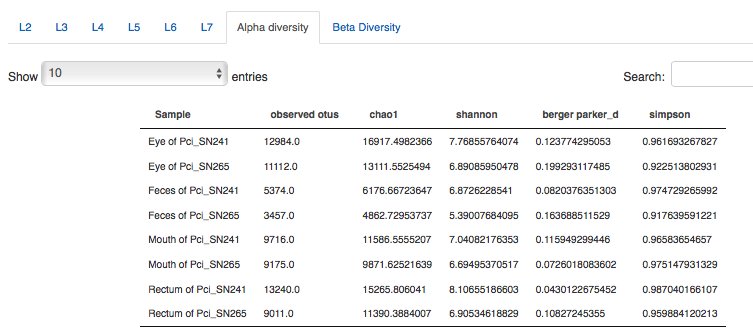 L2 L3 L4 L5 L6 L7 Alpha diversity Beta Diversity
Show 10 entries Search:
Sample observed otus chao1 shannon berger parker_d simpson
Eye of Pci_SN241 12984.0 16917.4982366 7.76855764074 0.123774295053 0.961693267827
Eye of Pci_SN265 11112.0 13111.5525494 6.89085950478 0.199293117485 0.922513802931
Feces of Pci_SN241 5374.0 6176.66723647 6.8726228541 0.0820376351303 0.974729265992
Feces of Pci_SN265 3457.0 4862.72953737 5.39007684095 0.163688511529 0.917639591221
Mouth of Pci_SN241 9716.0 11586.5555207 7.04082176353 0.115949299446 0.96583654657
Mouth of Pci_SN265 9175.0 9871.62521639 6.69495370517 0.0726018083602 0.975147931329
Rectum of Pci_SN241 13240.0 15265.806041 8.10655186603 0.0430122675452 0.987040166107
Rectum of Pci_SN265 9011.0 11390.3884007 6.90534618829 0.10827245355 0.959884120213